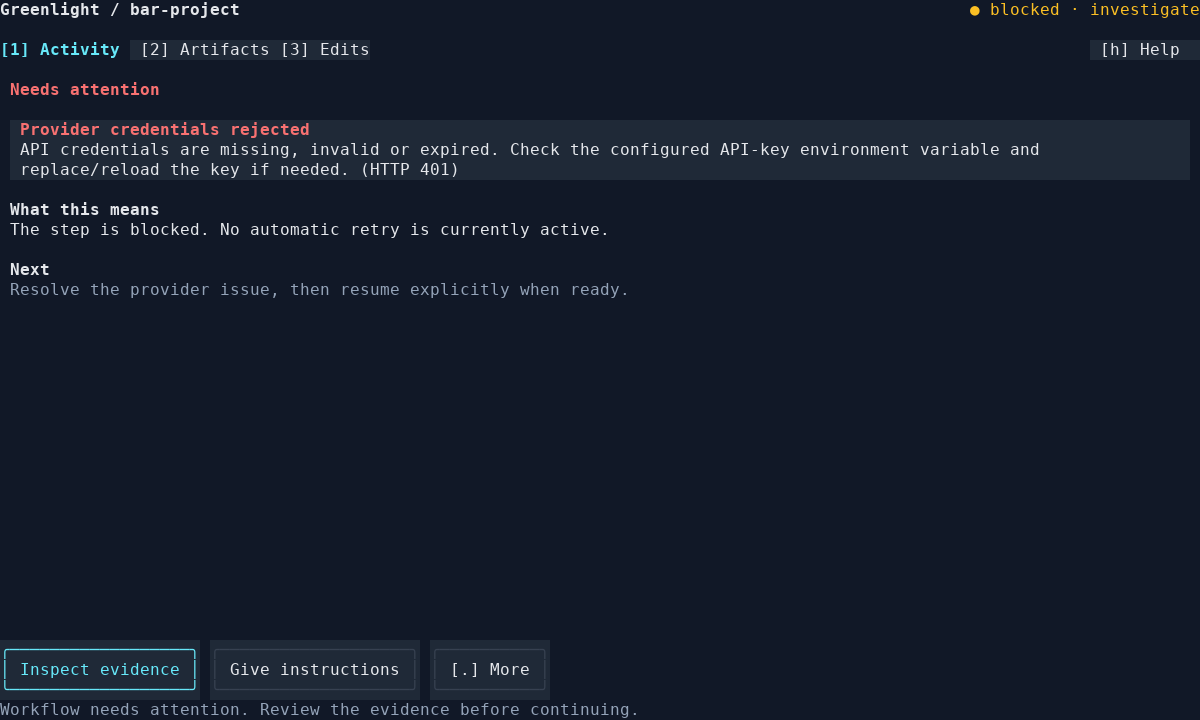 Greenlight / bar-project ● blocked · investigate
[1] Activity [2] Artifacts [3] Edits [h] Help
Needs attention
Provider credentials rejected
API credentials are missing, invalid or expired. Check the configured API-key environment variable and
replace/reload the key if needed. (HTTP 401)
What this means
The step is blocked. No automatic retry is currently active.
Next
Resolve the provider issue, then resume explicitly when ready.
Inspect evidence Give instructions [.] More
Workflow needs attention. Review the evidence before continuing.